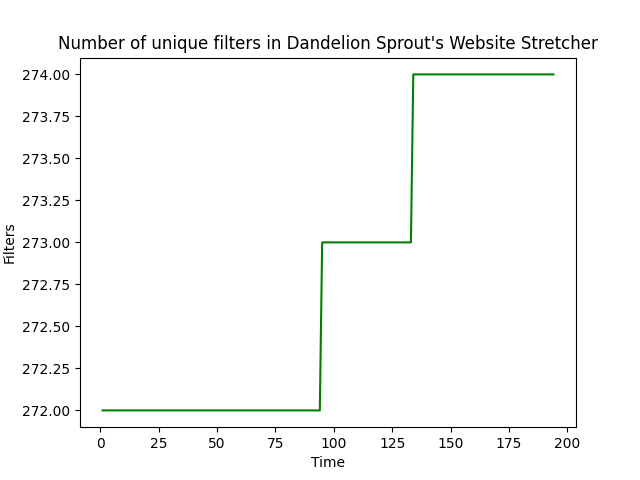 Number of unique filters in Dandelion Sprout's Website Stretcher
274.00
273.75
273.50
273.25
273.00
272.75
272.50
272.25
272.00
Filters
0 25 50 75 100 125 150 175 200
Time